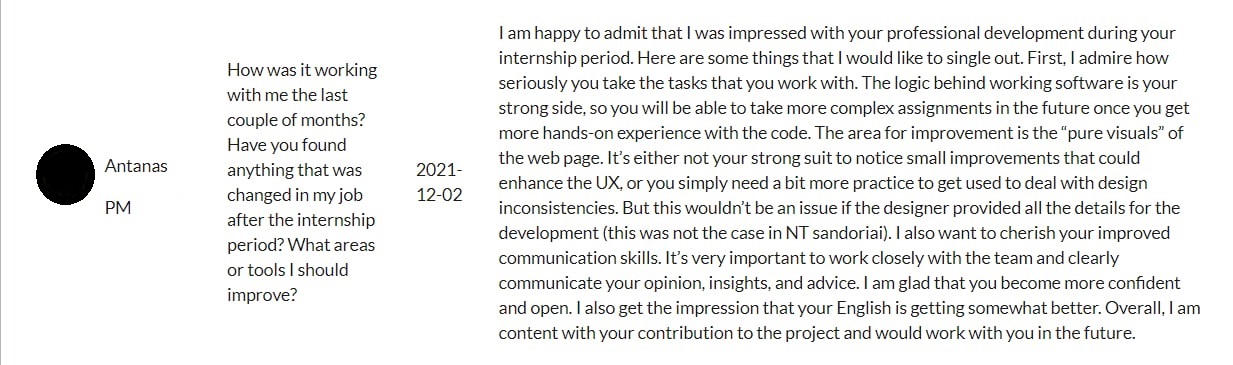 Antanas
PM
How was it working
with me the last
couple of months?
Have you found
anything that was
changed in my job
after the internship
period? What areas
or tools I should
improve?
2021-
12-02
I am happy to admit that I was impressed with your professional development during your
internship period. Here are some things that I would like to single out. First, I admire how
seriously you take the tasks that you work with. The logic behind working software is your
strong side, so you will be able to take more complex assignments in the future once you get
more hands-on experience with the code. The area for improvement is the “pure visuals” of
the web page. It’s either not your strong suit to notice small improvements that could
enhance the UX, or you simply need a bit more practice to get used to deal with design
inconsistencies. But this wouldn’t be an issue if the designer provided all the details for the
development (this was not the case in NT sandoriai). I also want to cherish your improved
communication skills. It’s very important to work closely with the team and clearly
communicate your opinion, insights, and advice. I am glad that you become more confident
and open. I also get the impression that your English is getting somewhat better. Overall, I am
content with your contribution to the project and would work with you in the future.